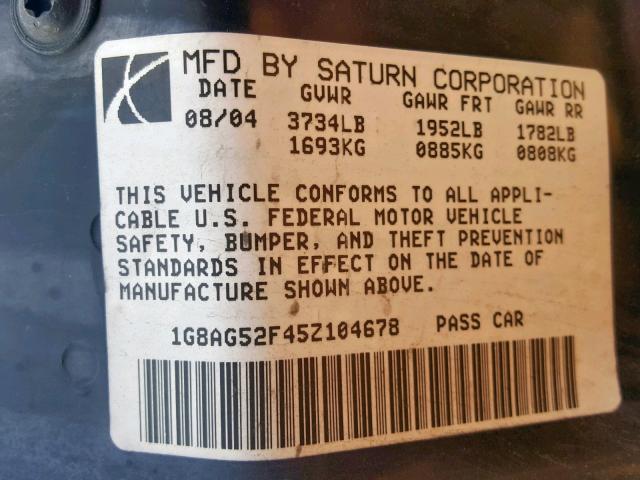 MFD BY SATURN CORPORATION
DATE GVWR GAWR FRT GAWR RR
08/04 3734LB 1952LB 1782LB
1693KG 0885KG 0808KG
THIS VEHICLE CONFORMS TO ALL APPLI-
CABLE U.S. FEDERAL MOTOR VEHICLE
SAFETY, BUMPER, AND THEFT PREVENTION
STANDARDS IN EFFECT ON THE DATE OF
MANUFACTURE SHOWN ABOVE.
1G8AG52F45Z104678 PASS CAR